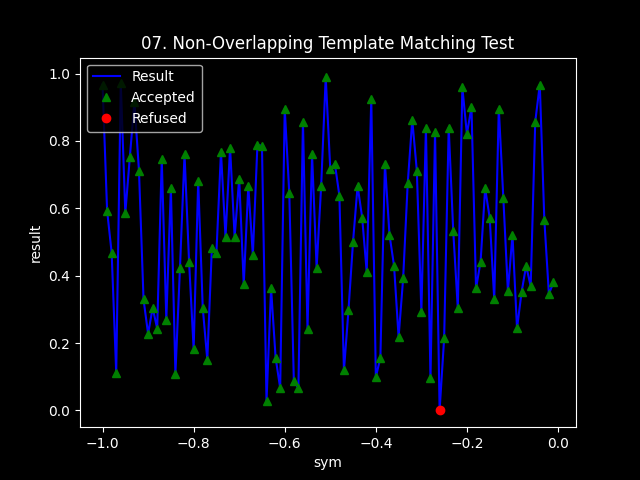 07. Non-Overlapping Template Matching Test
Result
Accepted
Refused
result
1.0
0.8
0.6
0.4
0.2
0.0
−1.0
−0.8
−0.6
−0.4
−0.2
0.0
sym